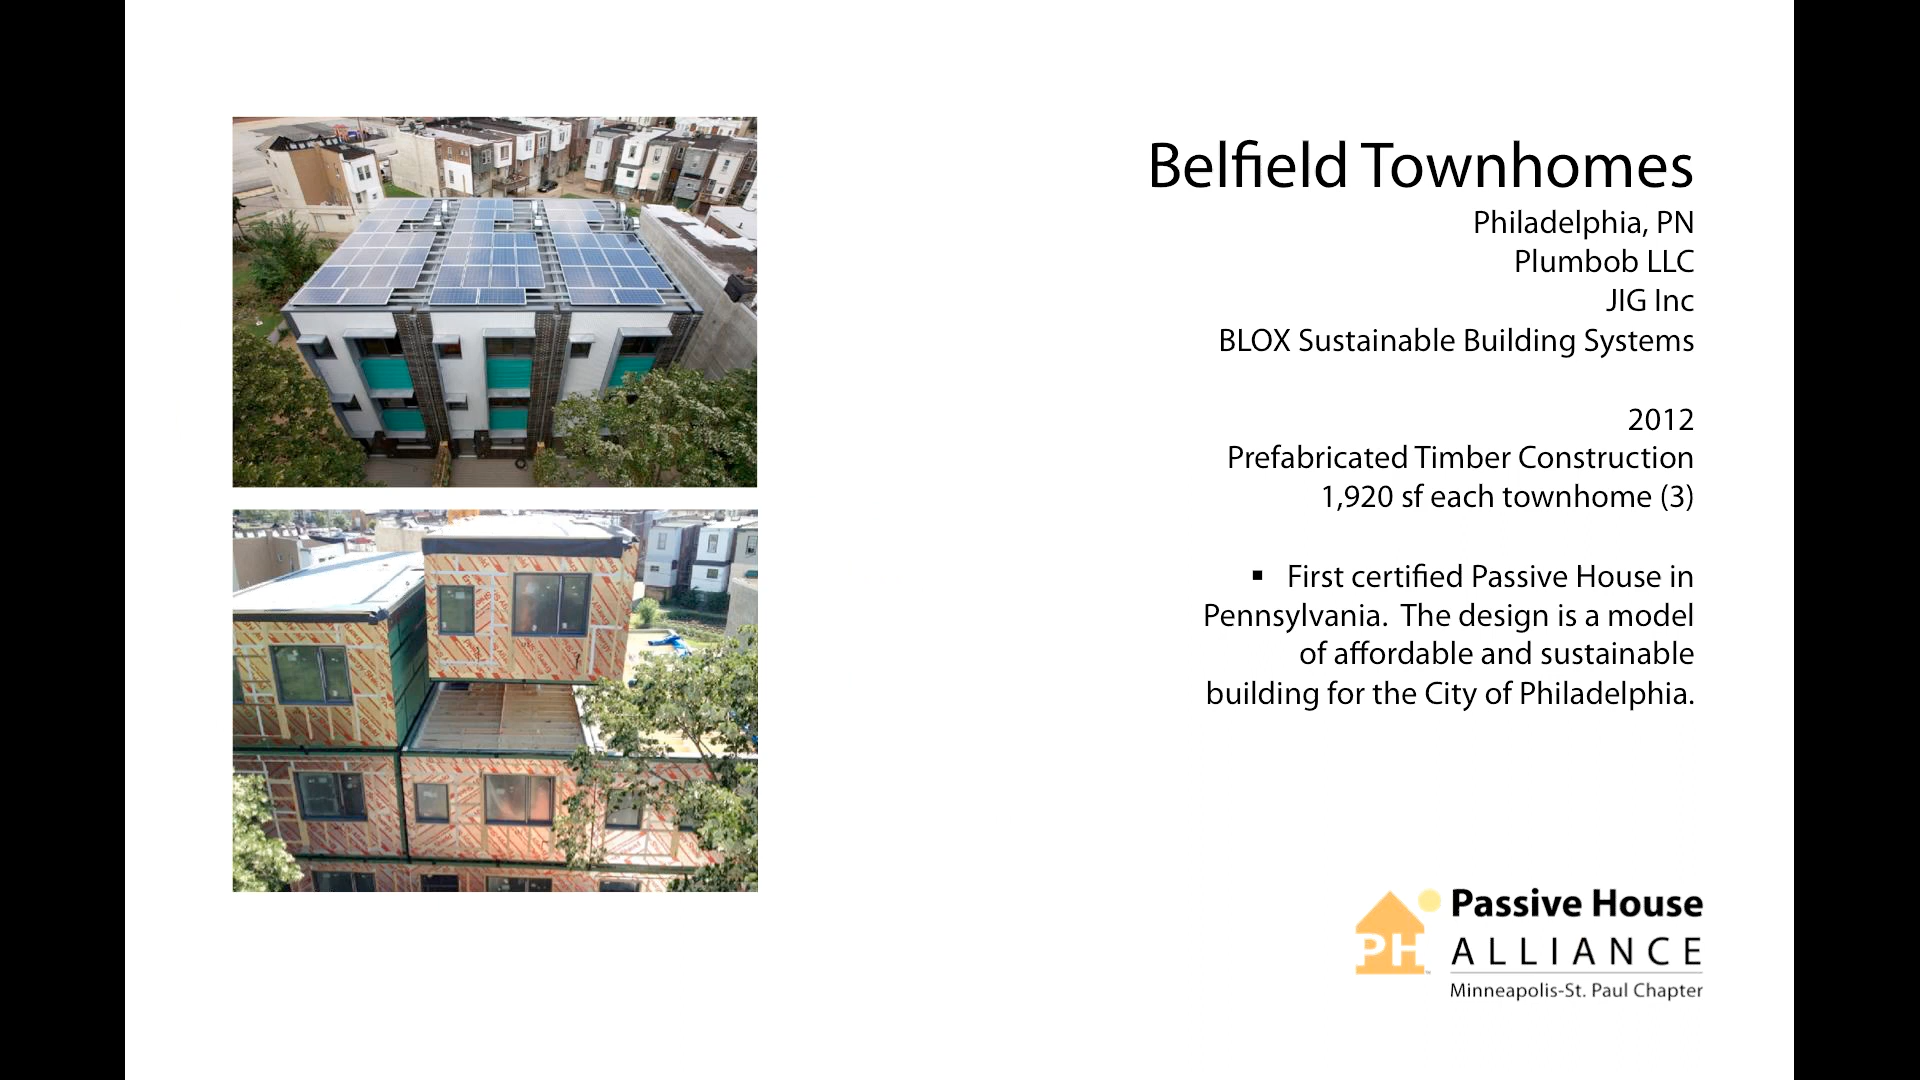 Belfield Townhomes
Philadelphia, PN
Plumbob LLC
JIG Inc
BLOX Sustainable Building Systems
2012
Prefabricated Timber Construction
1,920 sf each townhome (3)
▪ First certified Passive House in
Pennsylvania. The design is a model
of affordable and sustainable
building for the City of Philadelphia.
PH
Passive House
ALLIANCE
Minneapolis-St. Paul Chapter